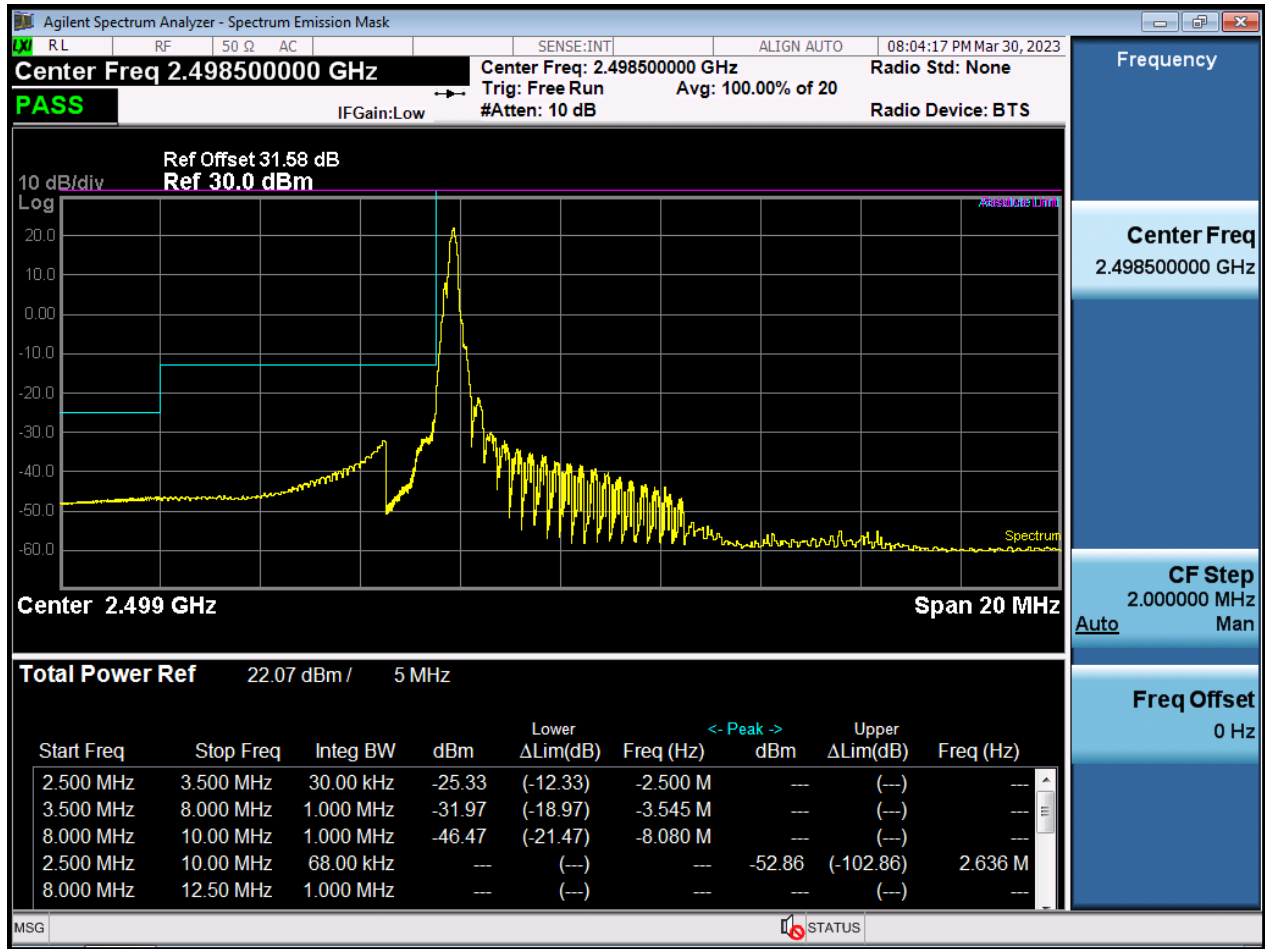 Agilent Spectrum Analyzer - Spectrum Emission Mask
LXI RL RF 50 Ω AC SENSE:INT ALIGN AUTO 08:04:17 PM Mar 30, 2023
Center Freq 2.498500000 GHz
PASS
IFGain:Low
Center Freq: 2.498500000 GHz
Trig: Free Run Avg: 100.00% of 20
#Atten: 10 dB
Radio Std: None
Radio Device: BTS
Ref Offset 31.58 dB
10 dB/div Ref 30.0 dBm
Log
Limit
20.0
10.0
0.00
-10.0
-20.0
-30.0
-40.0
-50.0
-60.0
Spectrum
Center 2.499 GHz Span 20 MHz
Total Power Ref 22.07 dBm / 5 MHz
Lower <- Peak -> Upper
Start Freq Stop Freq Integ BW dBm ΔLim(dB) Freq (Hz) dBm ΔLim(dB) Freq (Hz)
2.500 MHz 3.500 MHz 30.00 kHz -25.33 (-12.33) -2.500 M --- (---) ---
3.500 MHz 8.000 MHz 1.000 MHz -31.97 (-18.97) -3.545 M --- (---) ---
8.000 MHz 10.00 MHz 1.000 MHz -46.47 (-21.47) -8.080 M --- (---) ---
2.500 MHz 10.00 MHz 68.00 kHz --- (---) --- -52.86 (-102.86) 2.636 M
8.000 MHz 12.50 MHz 1.000 MHz --- (---) --- --- (---) ---
MSG STATUS
Frequency
Center Freq
2.498500000 GHz
CF Step
2.000000 MHz
Auto Man
Freq Offset
0 Hz